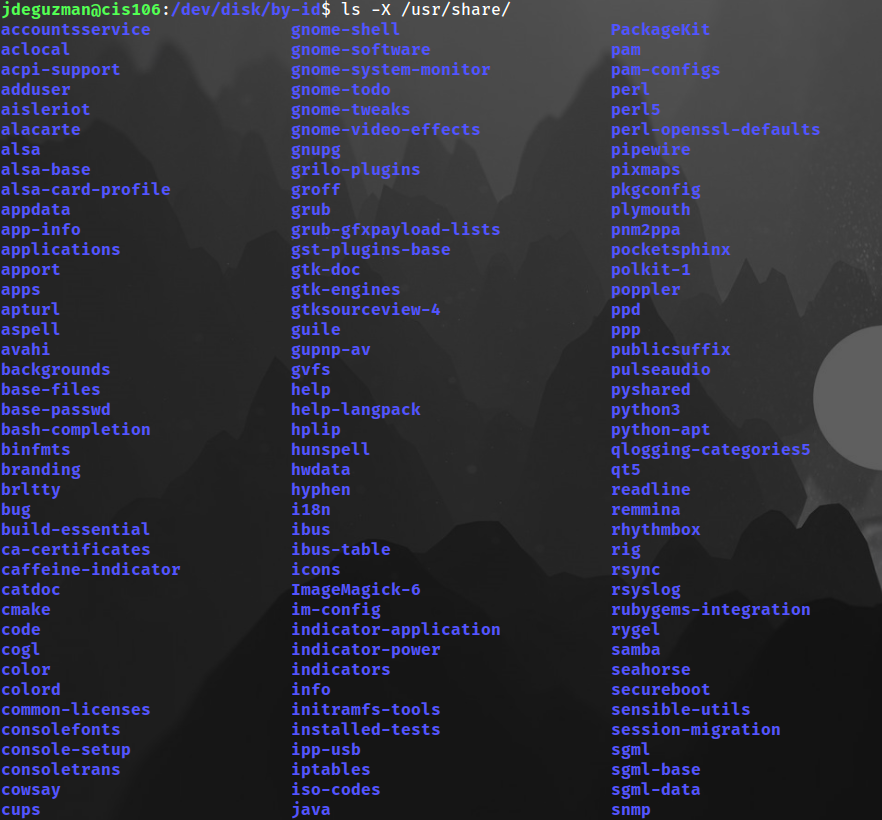 jdeguzman@cis106:/dev/disk/by-id$ ls -X /usr/share/
accountsservice gnome-shell PackageKit
aclocal gnome-software pam
acpi-support gnome-system-monitor pam-configs
adduser gnome-todo perl
aisleriot gnome-tweaks perl5
alacarte gnome-video-effects perl-openssl-defaults
alsa gnupg pipewire
alsa-base grilo-plugins pixmaps
alsa-card-profile groff pkgconfig
appdata grub plymouth
app-info grub-gfxpayload-lists pnm2ppa
applications gst-plugins-base pocketsphinx
apport gtk-doc polkit-1
apps gtk-engines poppler
apturl gtksourceview-4 ppd
aspell guile ppp
avahi gupnp-av publicsuffix
backgrounds gvfs pulseaudio
base-files help pyshared
base-passwd help-langpack python3
bash-completion hplip python-apt
binfmts hunspell qlogging-categories5
branding hwdata qt5
brltty hyphen readline
bug i18n remmina
build-essential ibus rhythmbox
ca-certificates ibus-table rig
caffeine-indicator icons rsync
catdoc ImageMagick-6 rsyslog
cmake im-config rubygems-integration
code indicator-application rygel
cogl indicator-power samba
color indicators seahorse
colord info secureboot
common-licenses initramfs-tools sensible-utils
consolefonts installed-tests session-migration
console-setup ipp-usb sgml
consoletrans iptables sgml-base
cowsay iso-codes sgml-data
cups java snmp